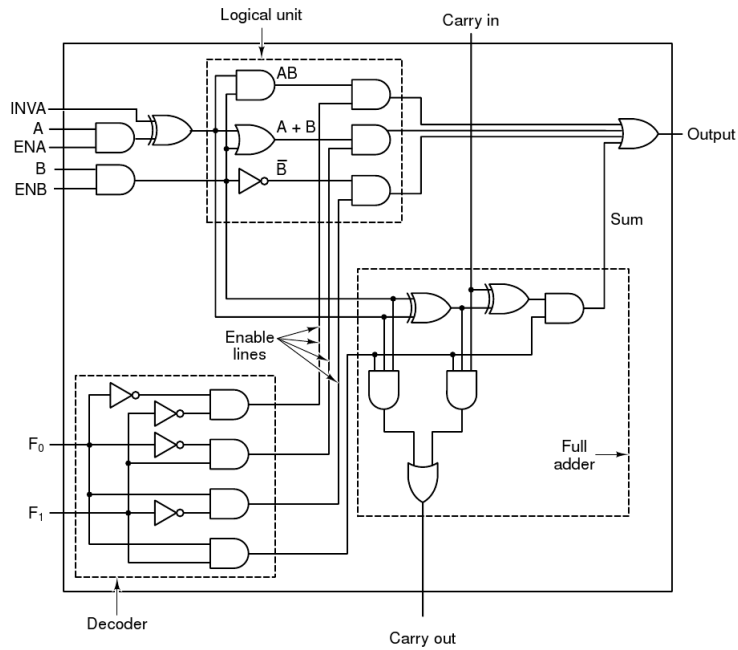 Logical unit
Carry in
INVA
A
ENA
B
ENB
AB
A + B
B̅
Output
Sum
Enable
lines
F₀
F₁
Full
adder
Decoder
Carry out